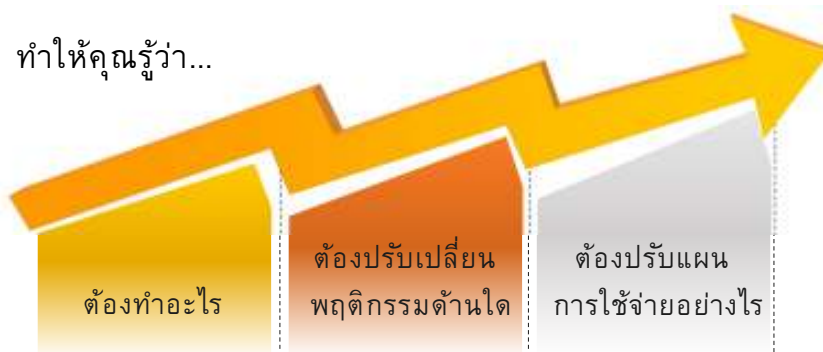 ทำให้คุณรู้ว่า...
ต้องทำอะไร
ต้องปรับเปลี่ยน
พฤติกรรมด้านใด
ต้องปรับแผน
การใช้จ่ายอย่างไร